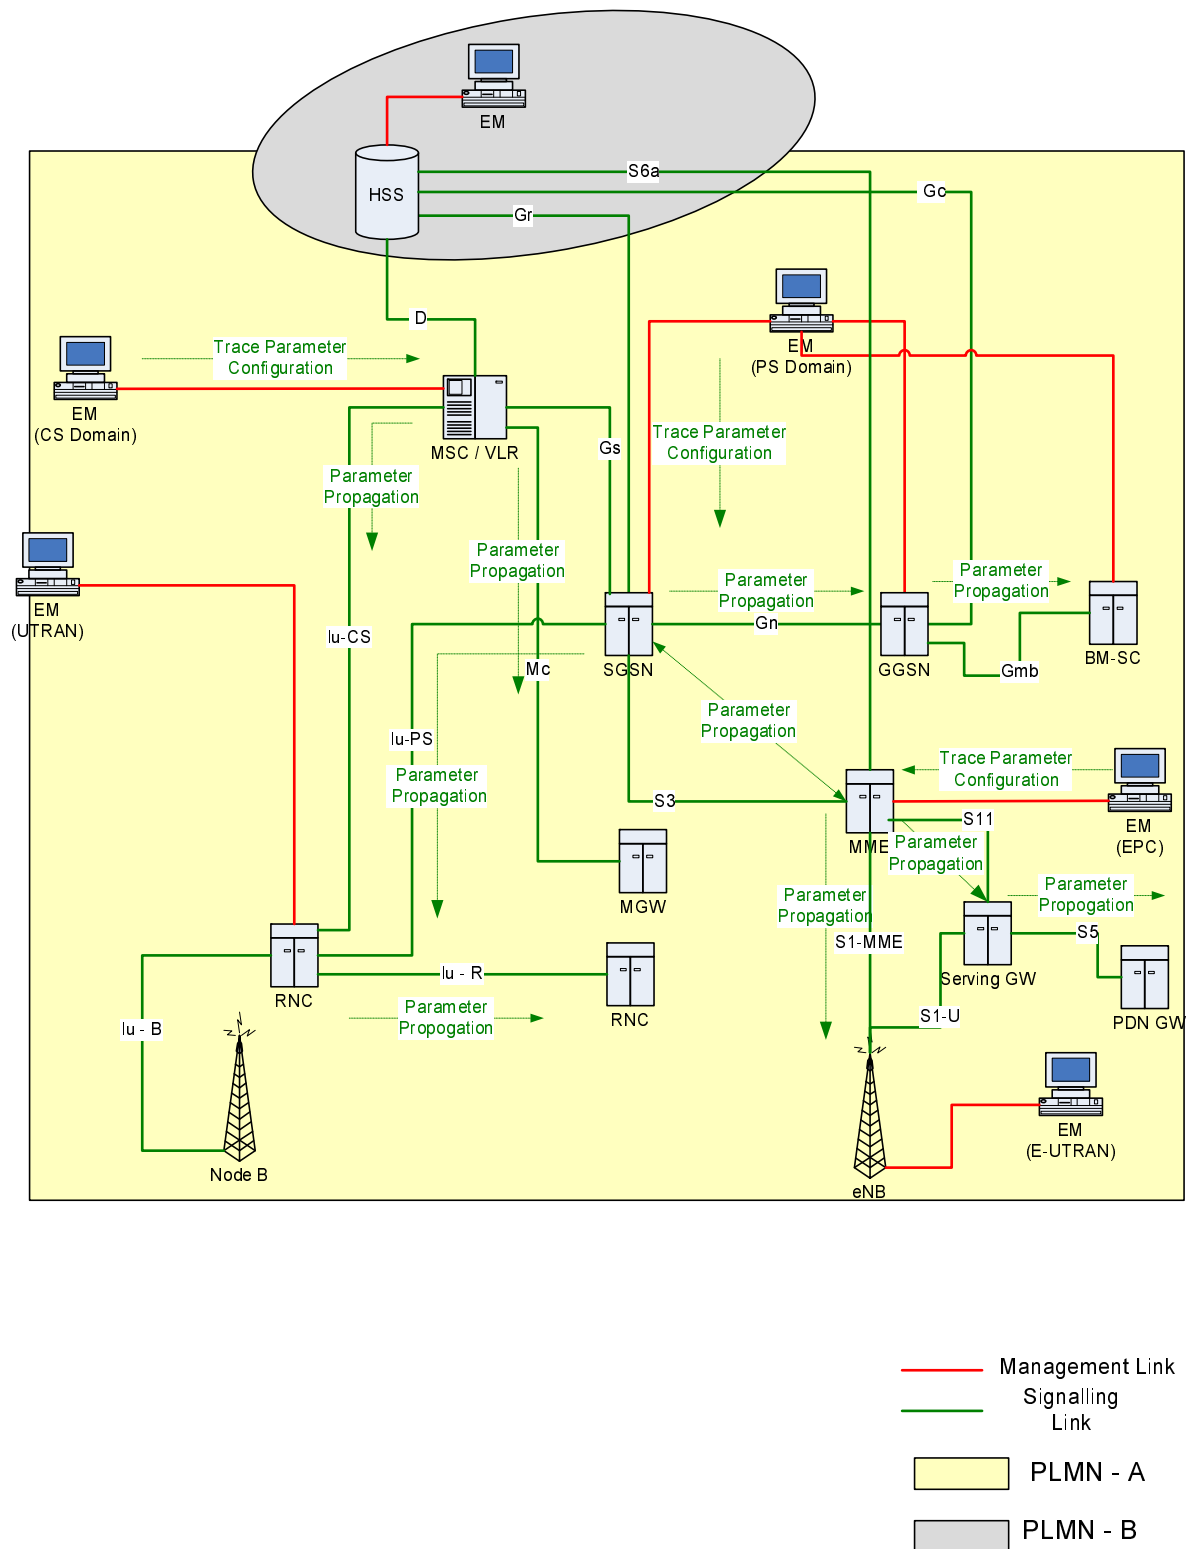 EM
HSS
S6a
Gc
Gr
D
EM
(PS Domain)
Trace Parameter
Configuration
EM
(CS Domain)
MSC / VLR
Gs
Trace Parameter
Configuration
Parameter
Propagation
Parameter
Propagation
Parameter
Propagation
Parameter
Propagation
EM
(UTRAN)
Iu-CS
Gn
SGSN
GGSN
BM-SC
Gmb
Mc
Parameter
Propagation
Iu-PS
Parameter
Propagation
Trace Parameter
Configuration
S3
S11
EM
(EPC)
MME
Parameter
Propagation
MGW
Parameter
Propagation
Parameter
Propogation
S1-MME
S5
Serving GW
Iu - R
RNC
RNC
Parameter
Propogation
S1-U
PDN GW
Iu - B
Node B
EM
(E-UTRAN)
eNB
Management Link
Signalling
Link
PLMN - A
PLMN - B